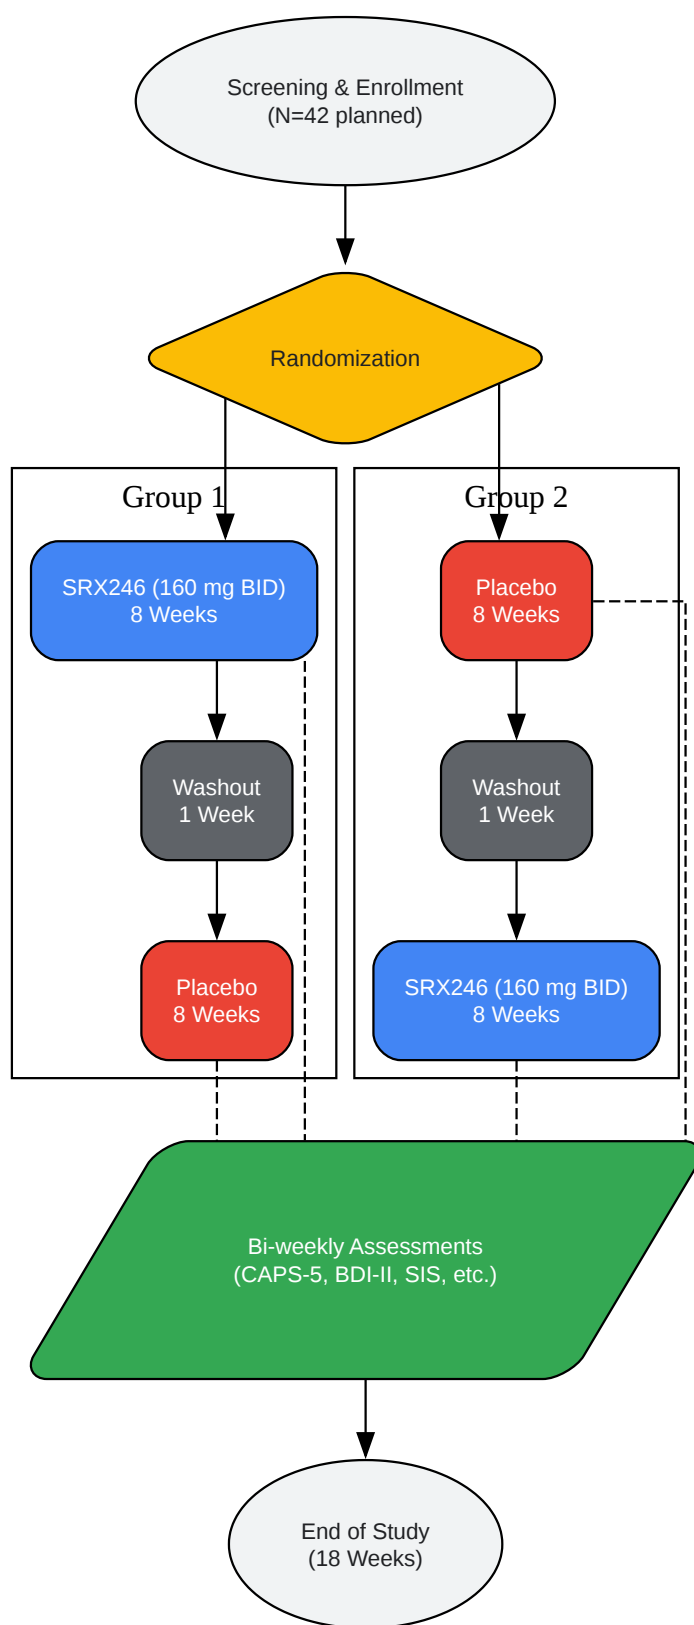 Screening & Enrollment
(N=42 planned)
Randomization
Group 1
SRX246 (160 mg BID)
8 Weeks
Washout
1 Week
Placebo
8 Weeks
Group 2
Placebo
8 Weeks
Washout
1 Week
SRX246 (160 mg BID)
8 Weeks
Bi-weekly Assessments
(CAPS-5, BDI-II, SIS, etc.)
End of Study
(18 Weeks)